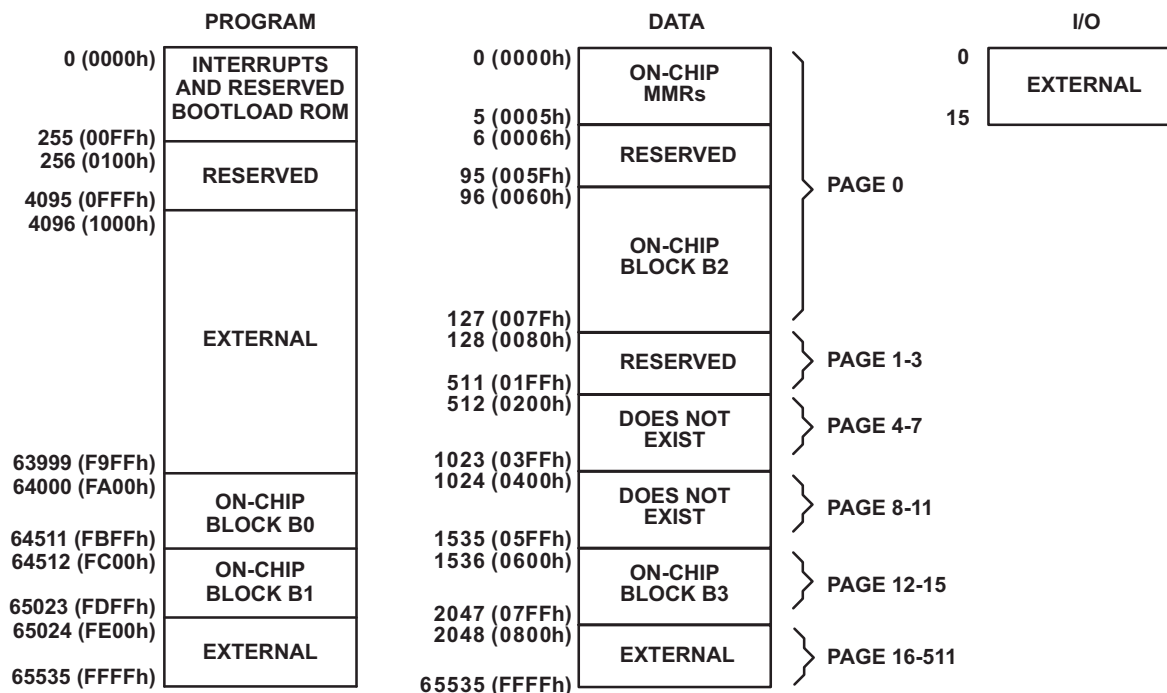 PROGRAM
0 (0000h)
INTERRUPTS
AND RESERVED
BOOTLOAD ROM
255 (00FFh)
256 (0100h)
RESERVED
4095 (0FFFh)
4096 (1000h)
EXTERNAL
63999 (F9FFh)
64000 (FA00h)
ON-CHIP
BLOCK B0
64511 (FBFFh)
64512 (FC00h)
ON-CHIP
BLOCK B1
65023 (FDFFh)
65024 (FE00h)
EXTERNAL
65535 (FFFFh)
DATA
0 (0000h)
ON-CHIP
MMRs
5 (0005h)
6 (0006h)
RESERVED
95 (005Fh)
96 (0060h)
ON-CHIP
BLOCK B2
127 (007Fh)
PAGE 0
128 (0080h)
RESERVED
511 (01FFh)
PAGE 1-3
512 (0200h)
DOES NOT
EXIST
1023 (03FFh)
PAGE 4-7
1024 (0400h)
DOES NOT
EXIST
1535 (05FFh)
PAGE 8-11
1536 (0600h)
ON-CHIP
BLOCK B3
2047 (07FFh)
PAGE 12-15
2048 (0800h)
EXTERNAL
65535 (FFFFh)
PAGE 16-511
I/O
0
EXTERNAL
15